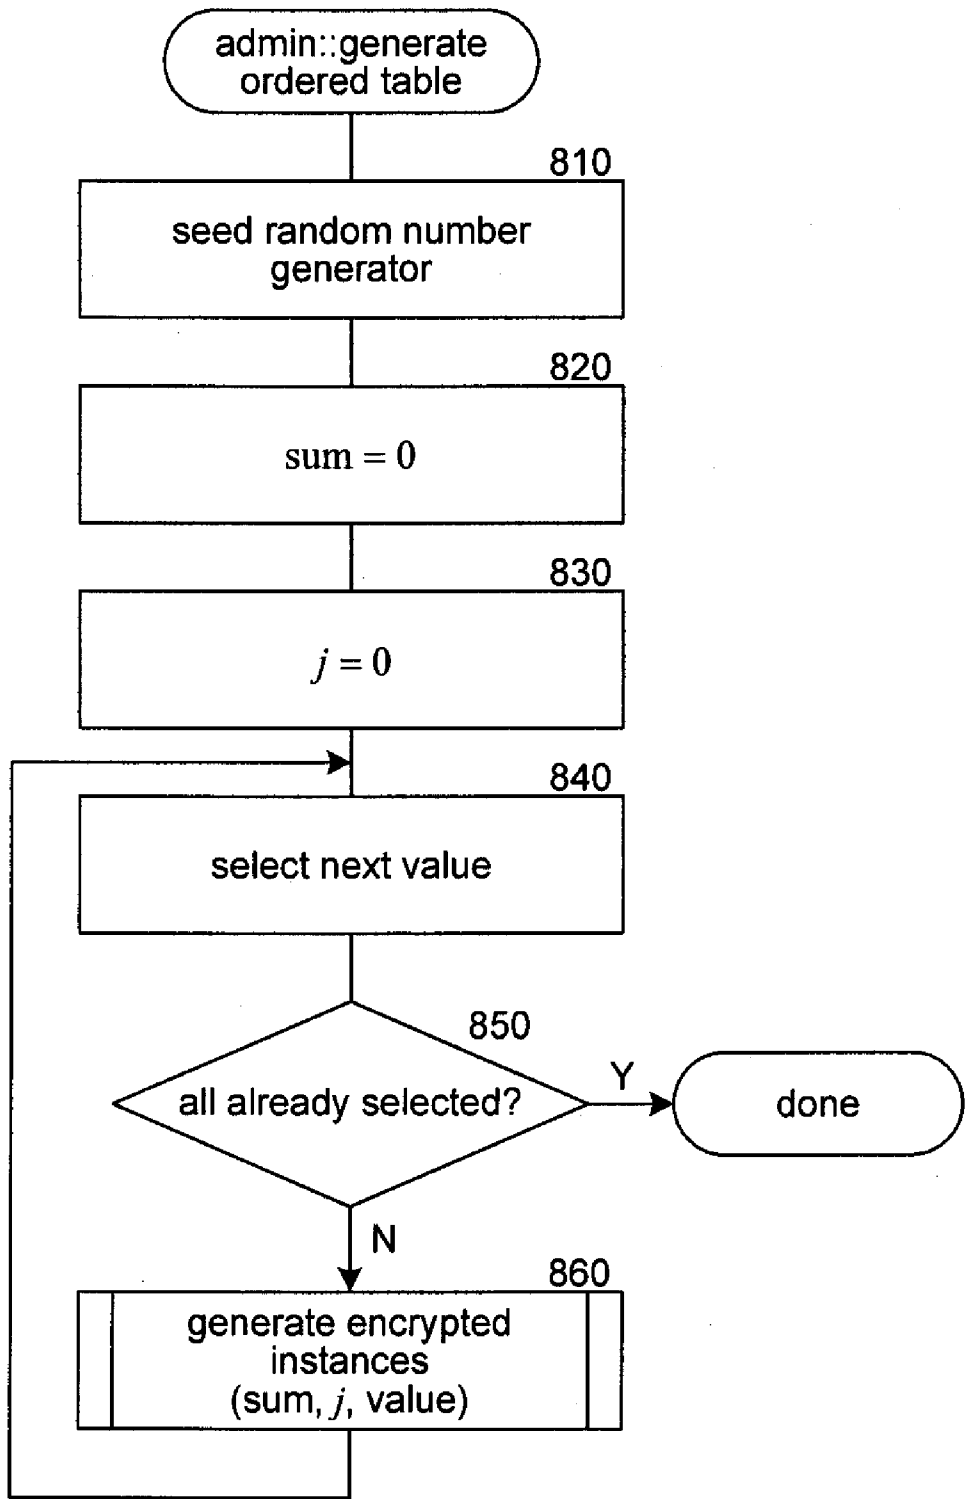 admin::generate
ordered table
810
seed random number
generator
820
sum = 0
830
j = 0
840
select next value
850
all already selected?
Y
done
N
860
generate encrypted
instances
(sum, j, value)